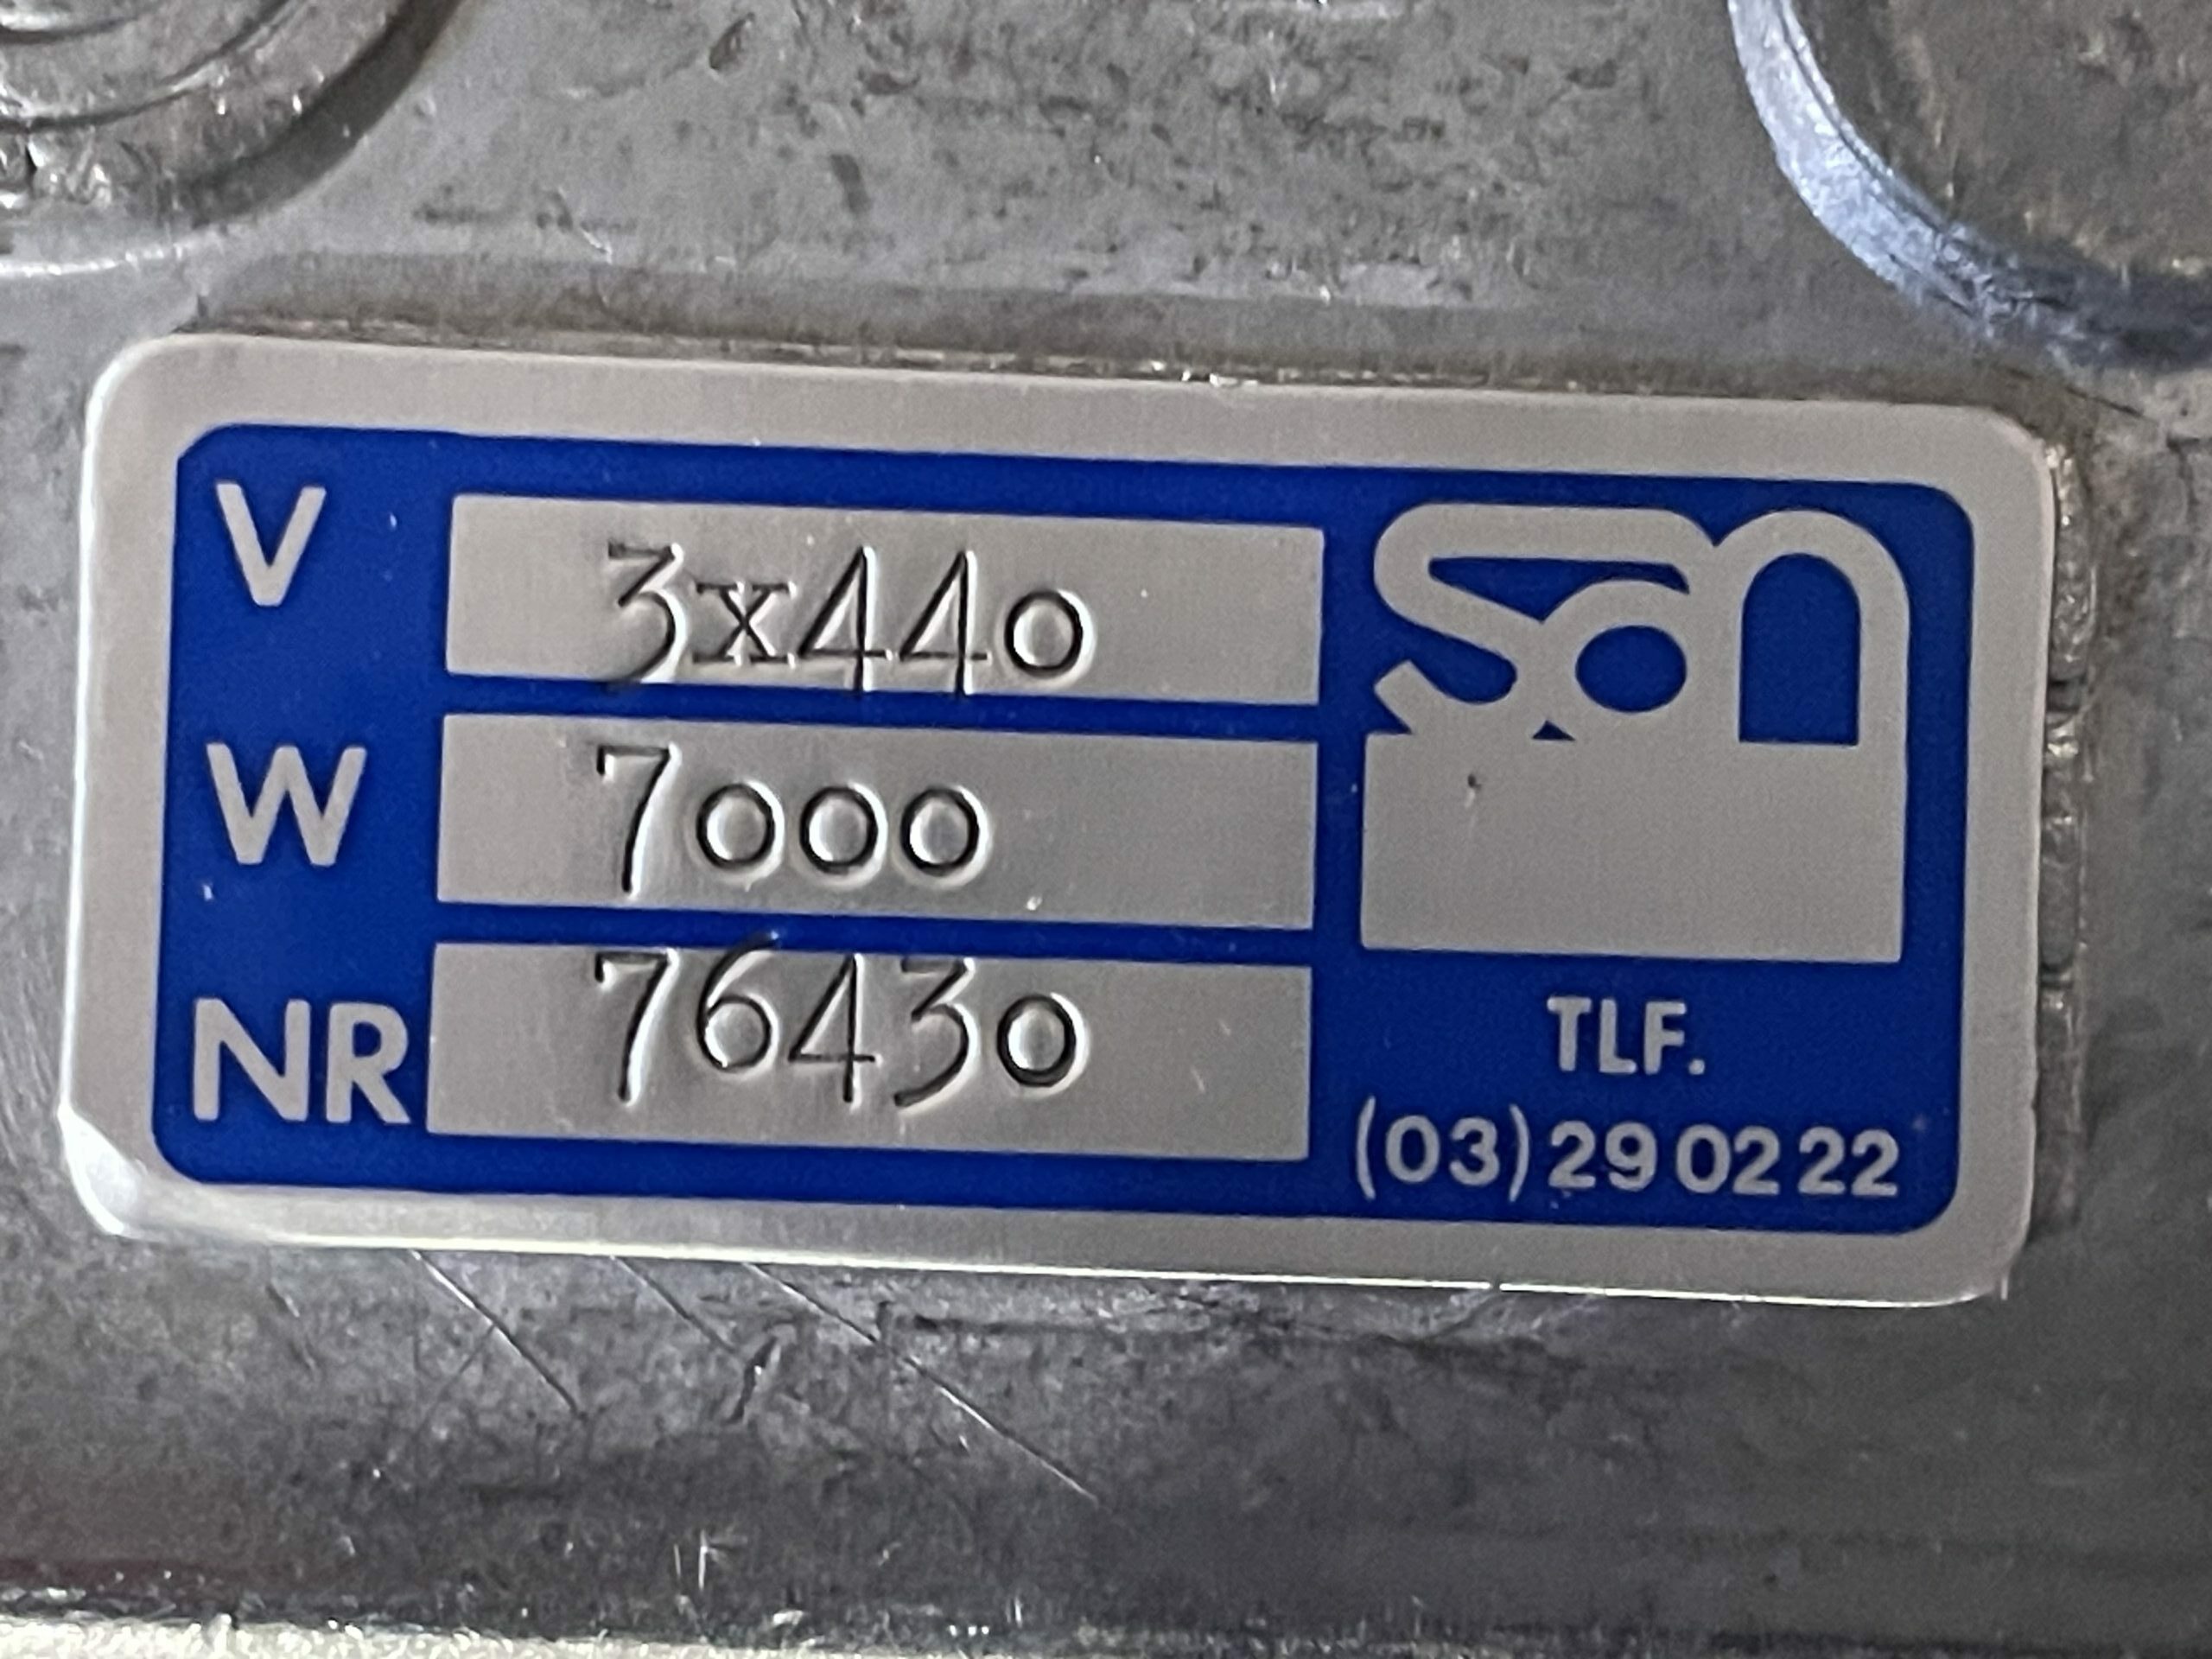 V 3x440
W 7000
NR 76430
san
TLF.
(03) 29 02 22